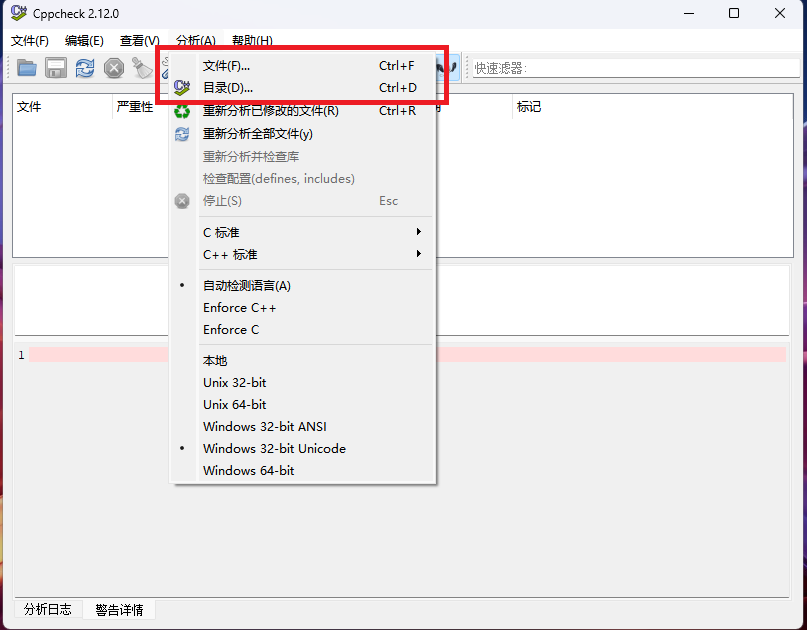 Cppcheck 2.12.0
文件(F) 编辑(E) 查看(V) 分析(A) 帮助(H)
快速滤器:
文件 严重性 标记
文件(F)... Ctrl+F
目录(D)... Ctrl+D
重新分析已修改的文件(R) Ctrl+R
重新分析全部文件(y)
重新分析并检查库
检查配置(defines, includes)
停止(S) Esc
C 标准
C++ 标准
自动检测语言(A)
Enforce C++
Enforce C
1
本地
Unix 32-bit
Unix 64-bit
Windows 32-bit ANSI
Windows 32-bit Unicode
Windows 64-bit
分析日志 警告详情